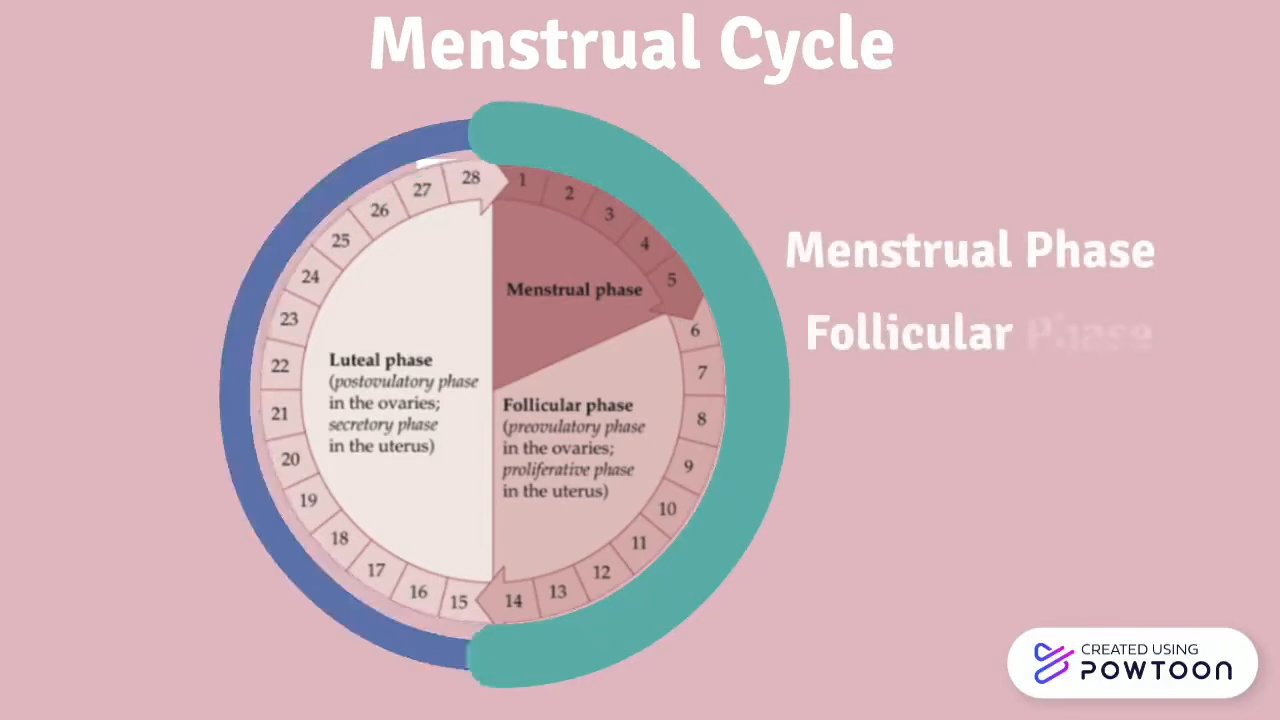 Menstrual Cycle
28
1
2
3
4
5
6
7
8
9
10
11
12
13
14
15
16
17
18
19
20
21
22
23
24
25
26
27
Menstrual phase
Luteal phase
(postovulatory phase
in the ovaries;
secretory phase
in the uterus)
Follicular phase
(preovulatory phase
in the ovaries;
proliferative phase
in the uterus)
Menstrual Phase
Follicular Phase
CREATED USING
POWTOON